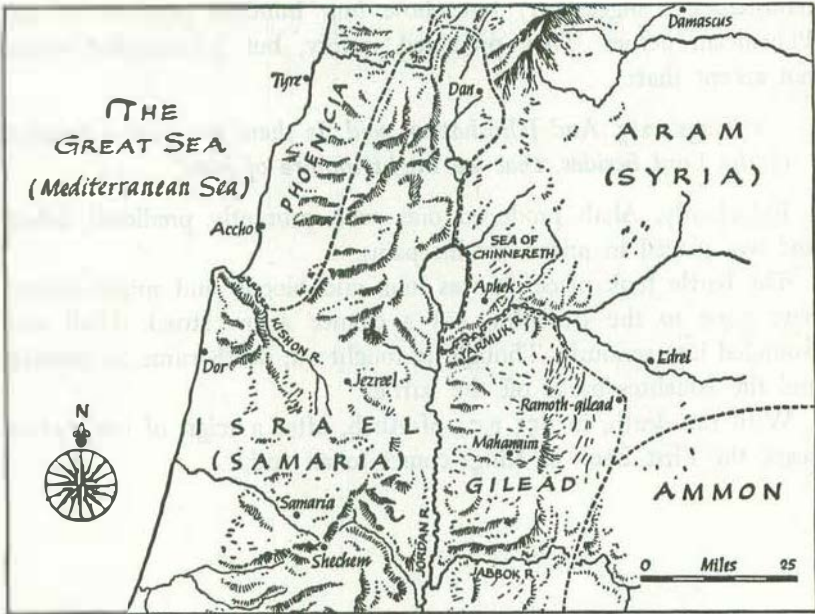 Damascus
Tyre
Dan
THE
GREAT SEA
(Mediterranean Sea)
PHOENICIA
ARAM
(SYRIA)
Accho
SEA OF
CHINNERETH
Aphek
YARMUK R.
KISHON R.
Dor
Edrei
Jezreel
Ramoth-gilead
ISRAEL
(SAMARIA)
Mahanaim
GILEAD
AMMON
N
Samaria
Shechem
JORDAN R.
JABBOK R.
0 Miles 25